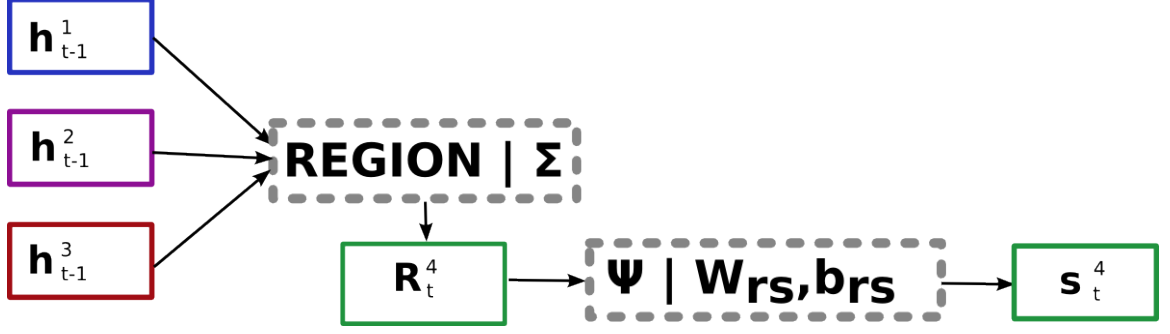 h 1 t-1
h 2 t-1
REGION | Σ
h 3 t-1
R 4 t
Ψ | Wrs,brs
s 4 t